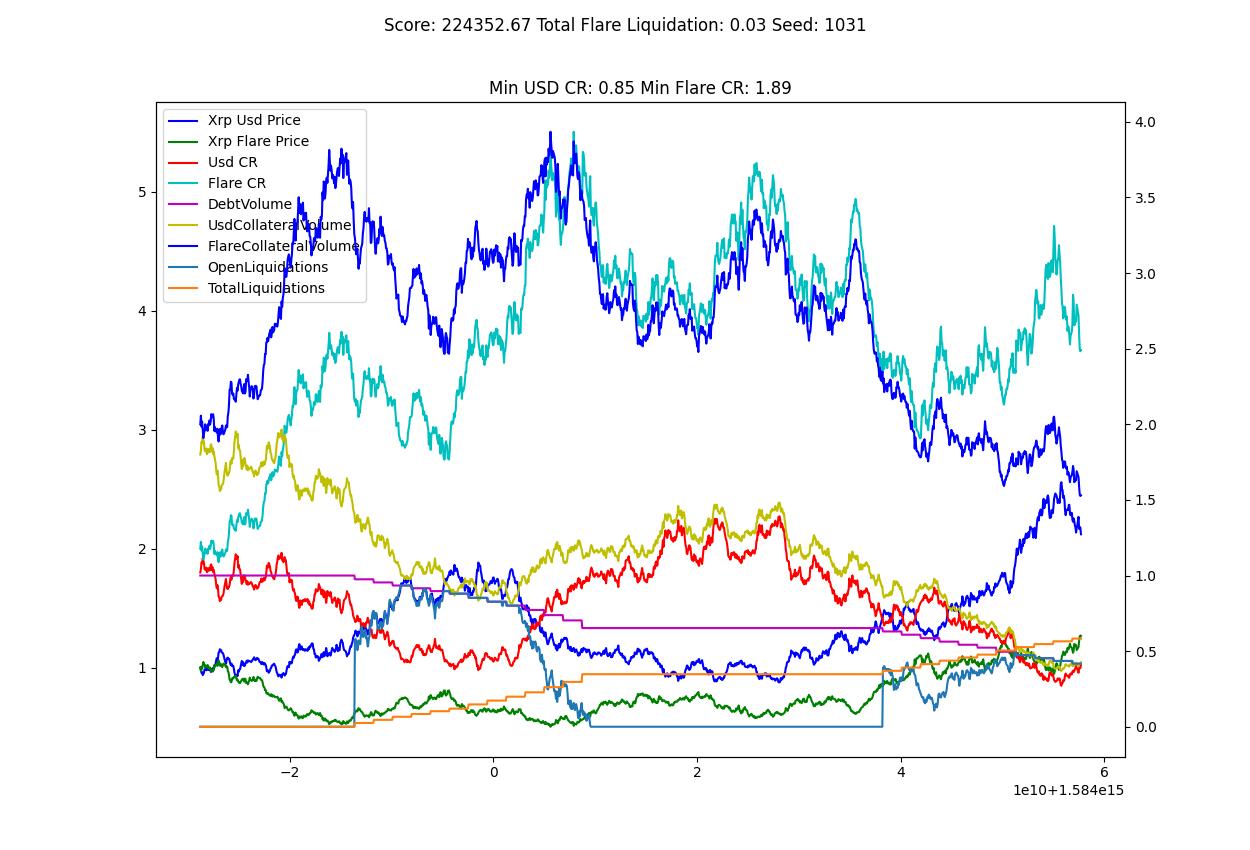 Score: 224352.67 Total Flare Liquidation: 0.03 Seed: 1031
Min USD CR: 0.85 Min Flare CR: 1.89
Xrp Usd Price
Xrp Flare Price
Usd CR
Flare CR
DebtVolume
UsdCollateralVolume
FlareCollateralVolume
OpenLiquidations
TotalLiquidations
5
4
3
2
1
4.0
3.5
3.0
2.5
2.0
1.5
1.0
0.5
0.0
−2 0 2 4 6
1e10+1.584e15